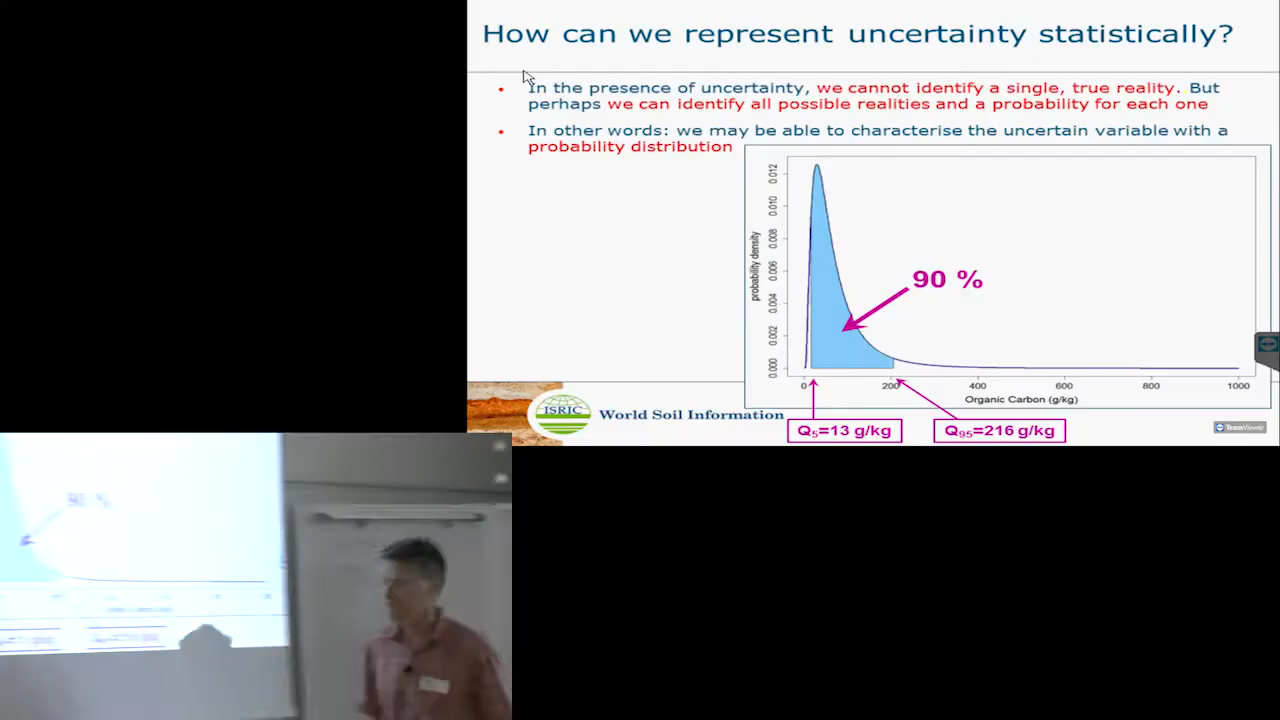 How can we represent uncertainty statistically?
• In the presence of uncertainty, we cannot identify a single, true reality. But
perhaps we can identify all possible realities and a probability for each one
• In other words: we may be able to characterise the uncertain variable with a
probability distribution
0.012
0.010
0.008
0.006
0.004
0.002
0.000
probability density
90 %
0 200 400 600 800 1000
Organic Carbon (g/kg)
ISRIC World Soil Information
Q5=13 g/kg
Q95=216 g/kg
TeamViewer
90 %